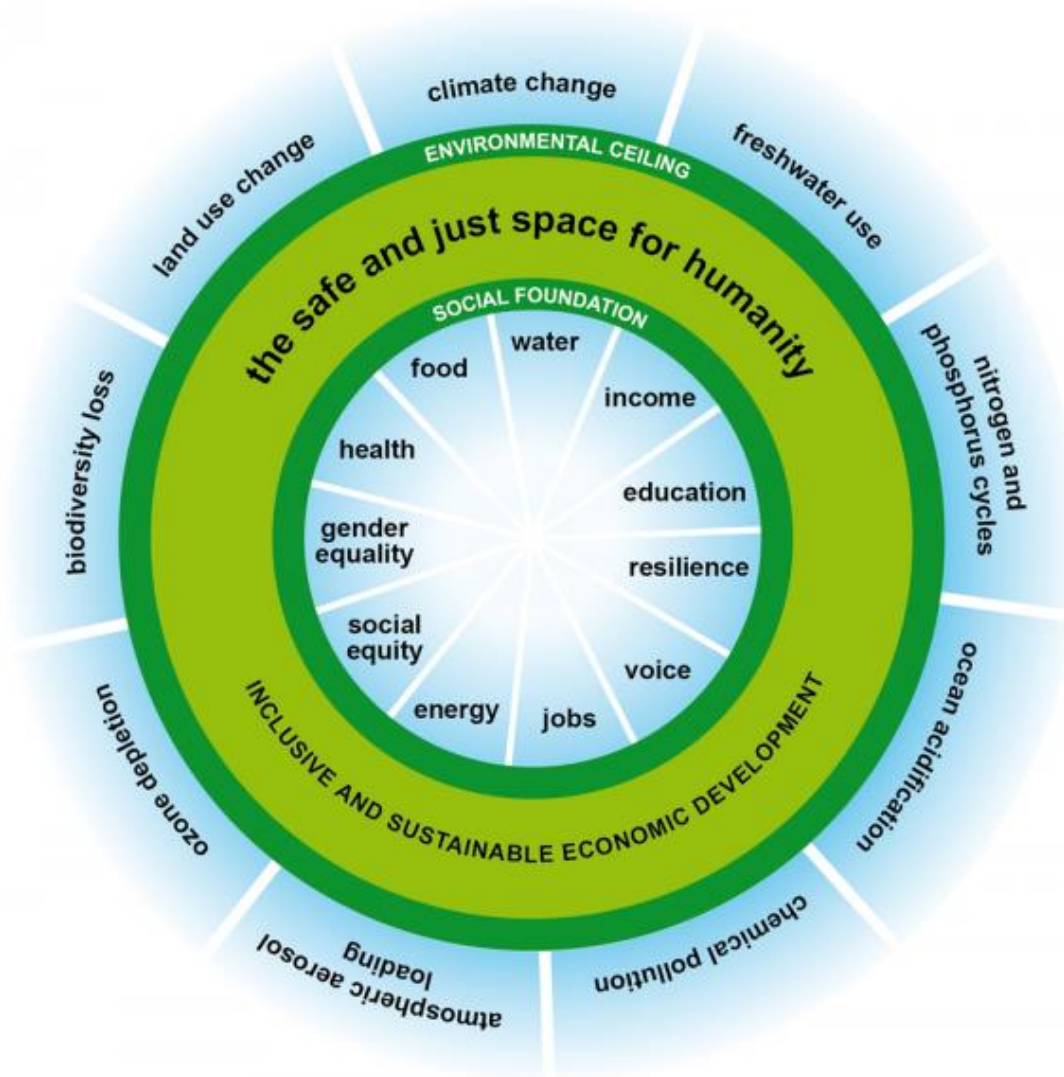 climate change
freshwater use
nitrogen and
phosphorus cycles
ocean acidification
chemical pollution
atmospheric aerosol
loading
ozone depletion
biodiversity loss
land use change
ENVIRONMENTAL CEILING
the safe and just space for humanity
SOCIAL FOUNDATION
water
income
education
resilience
voice
jobs
energy
social
equity
gender
equality
health
food
INCLUSIVE AND SUSTAINABLE ECONOMIC DEVELOPMENT